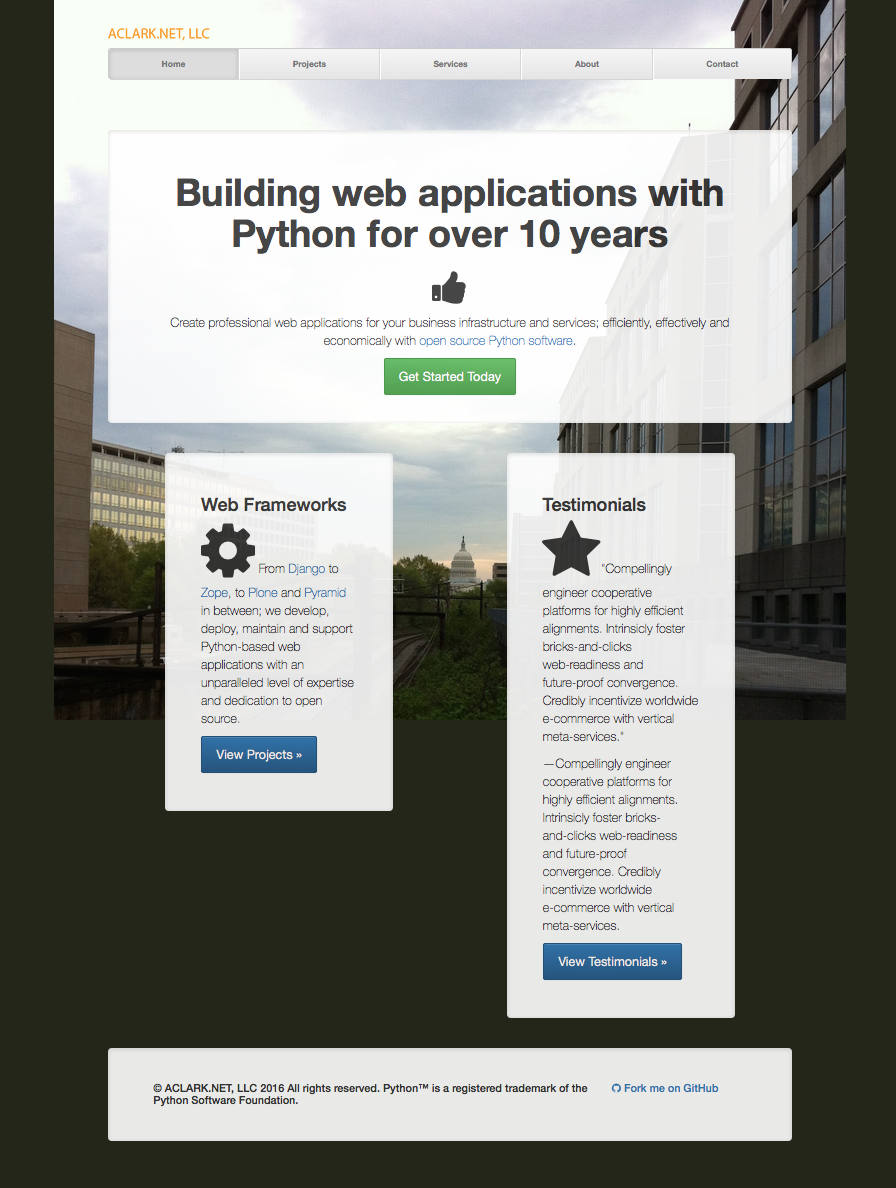 ACLARK.NET, LLC
Home Projects Services About Contact
Building web applications with
Python for over 10 years
Create professional web applications for your business infrastructure and services; efficiently, effectively and
economically with open source Python software.
Get Started Today
Web Frameworks
From Django to
Zope, to Plone and Pyramid
in between; we develop,
deploy, maintain and support
Python-based web
applications with an
unparalleled level of expertise
and dedication to open
source.
View Projects »
Testimonials
"Compellingly
engineer cooperative
platforms for highly efficient
alignments. Intrinsicly foster
bricks-and-clicks
web-readiness and
future-proof convergence.
Credibly incentivize worldwide
e-commerce with vertical
meta-services."
—Compellingly engineer
cooperative platforms for
highly efficient alignments.
Intrinsicly foster bricks-
and-clicks web-readiness
and future-proof
convergence. Credibly
incentivize worldwide
e-commerce with vertical
meta-services.
View Testimonials »
© ACLARK.NET, LLC 2016 All rights reserved. Python™ is a registered trademark of the
Python Software Foundation.
Fork me on GitHub